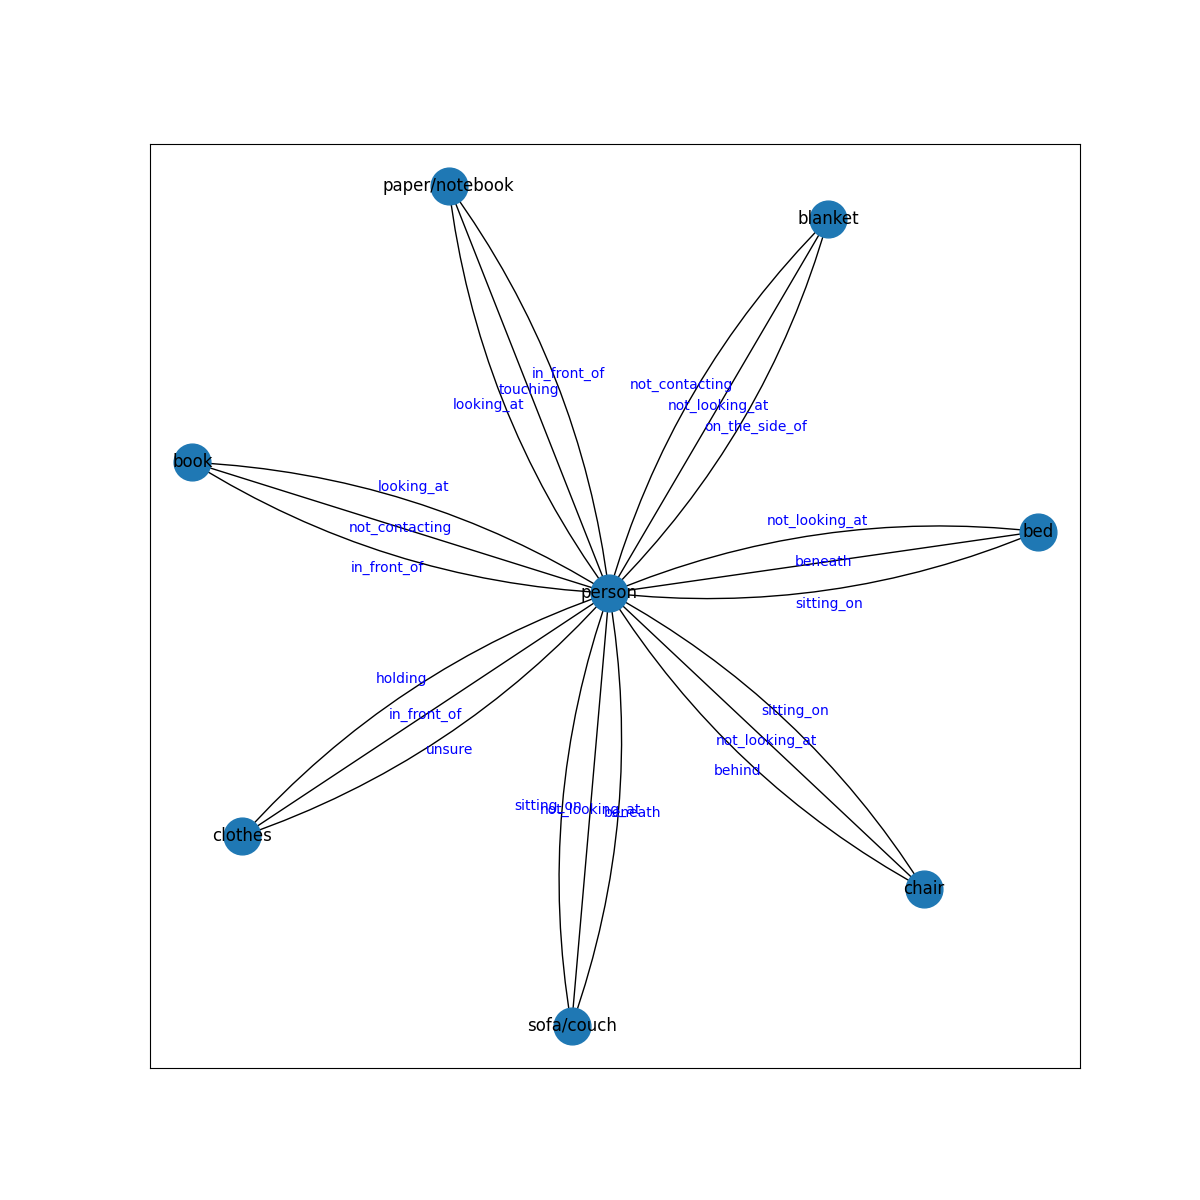 paper/notebook
blanket
in_front_of
touching
looking_at
not_contacting
not_looking_at
on_the_side_of
book
looking_at
not_contacting
in_front_of
not_looking_at
bed
beneath
sitting_on
person
holding
in_front_of
unsure
sitting_on
not_looking_at
behind
sitting_on
not_looking_at
beneath
clothes
chair
sofa/couch